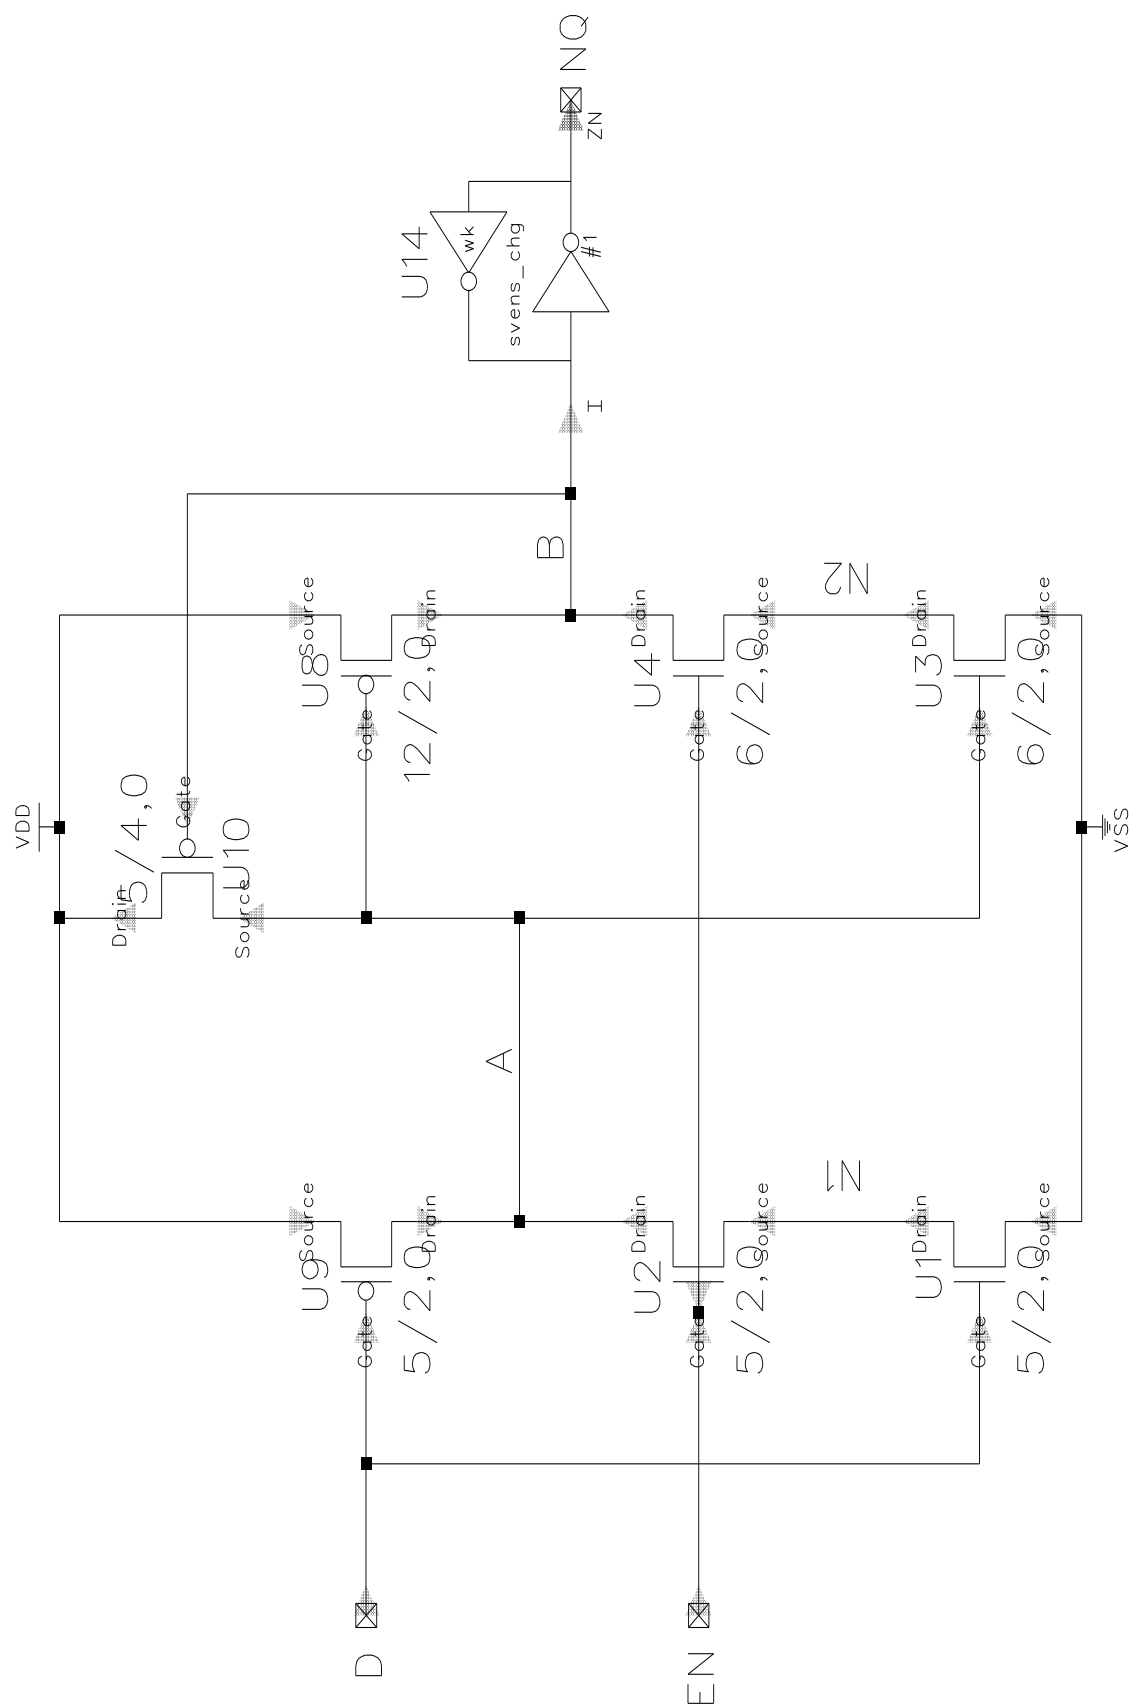 NQ
ZN
U14
wk
svens_chg
#1
I
B
VDD
5/4,0
Gate
U10
Drain
Source
Source
U8
Drain
12/2,0
Gate
Drain
U4
Source
6/2,0
Gate
N2
Drain
U3
Source
6/2,0
Gate
VSS
A
Source
U9
Drain
5/2,0
Gate
Drain
U2
Source
5/2,0
Gate
N1
Drain
U1
Source
5/2,0
Gate
D
EN